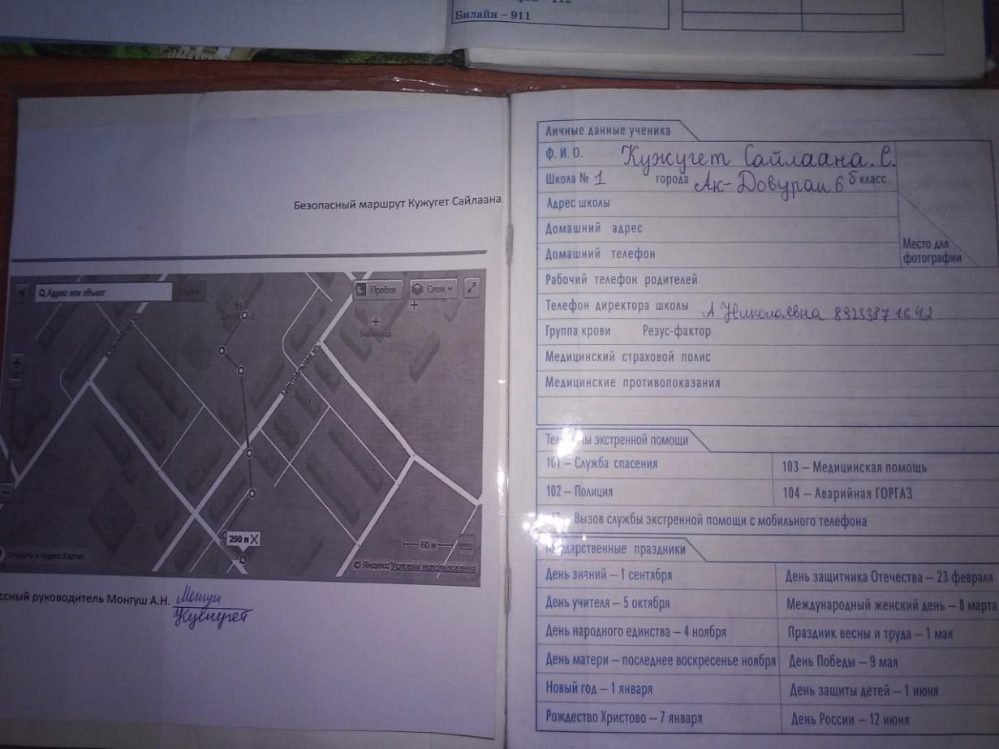 112
Билайн – 911
Безопасный маршрут Кужугет Сайлаана
Адрес или объект
Найти
Пробки
Слои
Больница
Центральная ул.
290 м
60 м
Открыть в Яндекс.Картах
© Яндекс Условия использования
ссный руководитель Монгуш А.Н. Монгуш
Кужугет
Личные данные ученика
Ф. И. О. Кужугет Сайлаана. С.
Школа № 1 города Ак-Довурак 6 б класс
Адрес школы
Домашний адрес
Домашний телефон
Место для
фотографии
Рабочий телефон родителей
Телефон директора школы А. Николаевна 89233871642
Группа крови Резус-фактор
Медицинский страховой полис
Медицинские противопоказания
ы экстренной помощи
101 – Служба спасения
103 – Медицинская помощь
102 – Полиция
104 – Аварийная ГОРГАЗ
Вызов службы экстренной помощи с мобильного телефона
ударственные праздники
День знаний – 1 сентября
День защитника Отечества – 23 февраля
День учителя – 5 октября
Международный женский день – 8 марта
День народного единства – 4 ноября
Праздник весны и труда – 1 мая
День матери – последнее воскресенье ноября
День Победы – 9 мая
Новый год – 1 января
День защиты детей – 1 июня
Рождество Христово – 7 января
День России – 12 июня